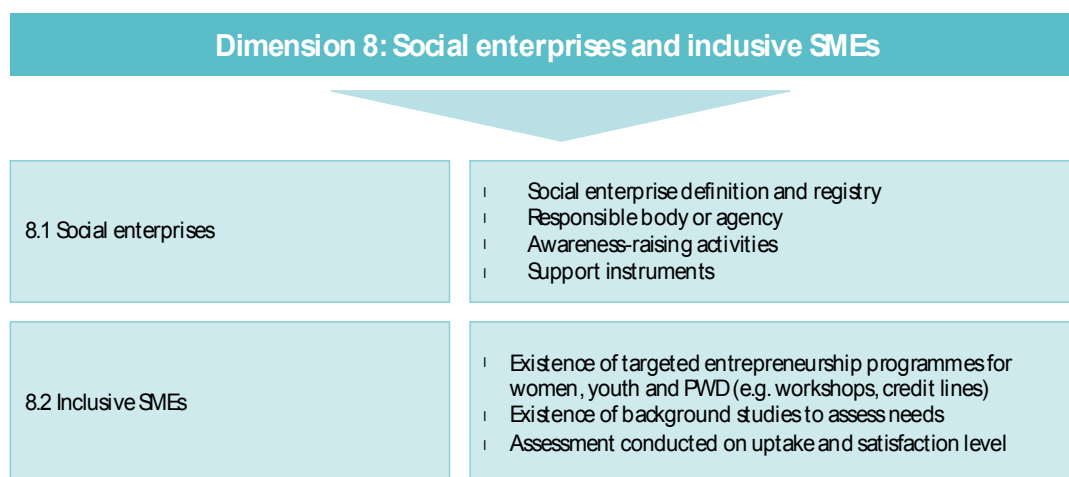 Dimension 8: Social enterprises and inclusive SMEs
8.1 Social enterprises
ı Social enterprise definition and registry
ı Responsible body or agency
ı Awareness-raising activities
ı Support instruments
8.2 Inclusive SMEs
ı Existence of targeted entrepreneurship programmes for
women, youth and PWD (e.g. workshops, credit lines)
ı Existence of background studies to assess needs
ı Assessment conducted on uptake and satisfaction level